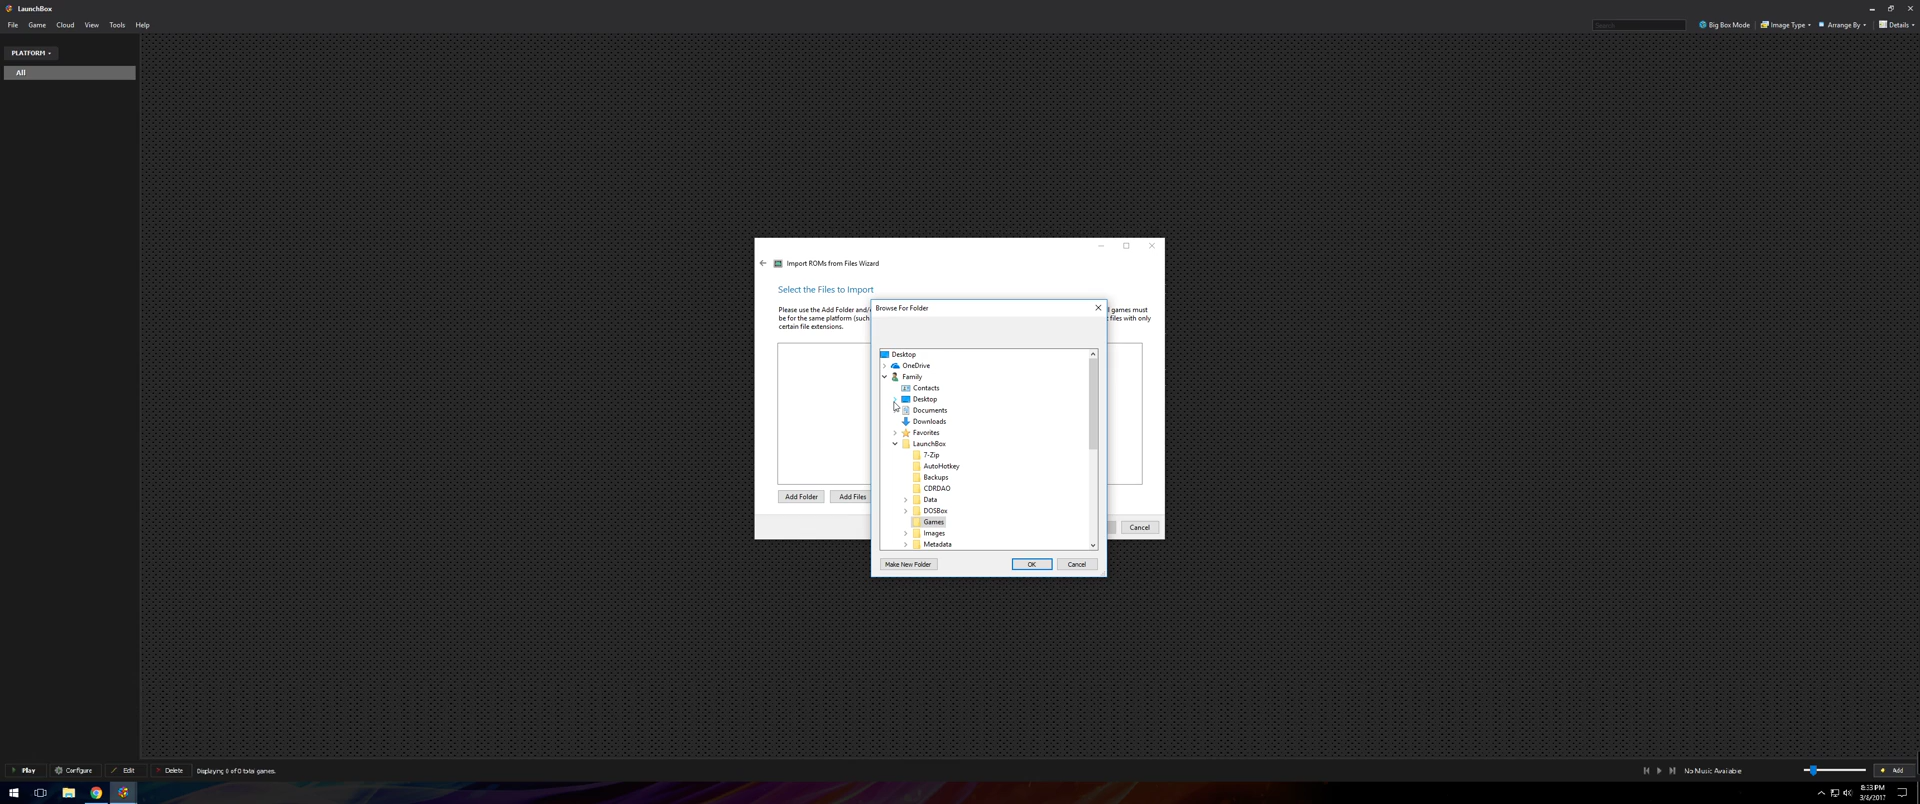 LaunchBox
File Game Cloud View Tools Help
Search
Big Box Mode Image Type Arrange By Details
PLATFORM
All
Import ROMs from Files Wizard
Select the Files to Import
Please use the Add Folder and/
be for the same platform (such
certain file extensions.
l games must
files with only
Browse For Folder
Desktop
OneDrive
Family
Contacts
Desktop
Documents
Downloads
Favorites
LaunchBox
7-Zip
AutoHotkey
Backups
CDRDAO
Data
DOSBox
Games
Images
Metadata
Make New Folder OK Cancel
Add Folder Add Files
Cancel
Play Configure Edit Delete Displaying 0 of 0 total games.
No Music Available
Add
8:33 PM
3/8/2017